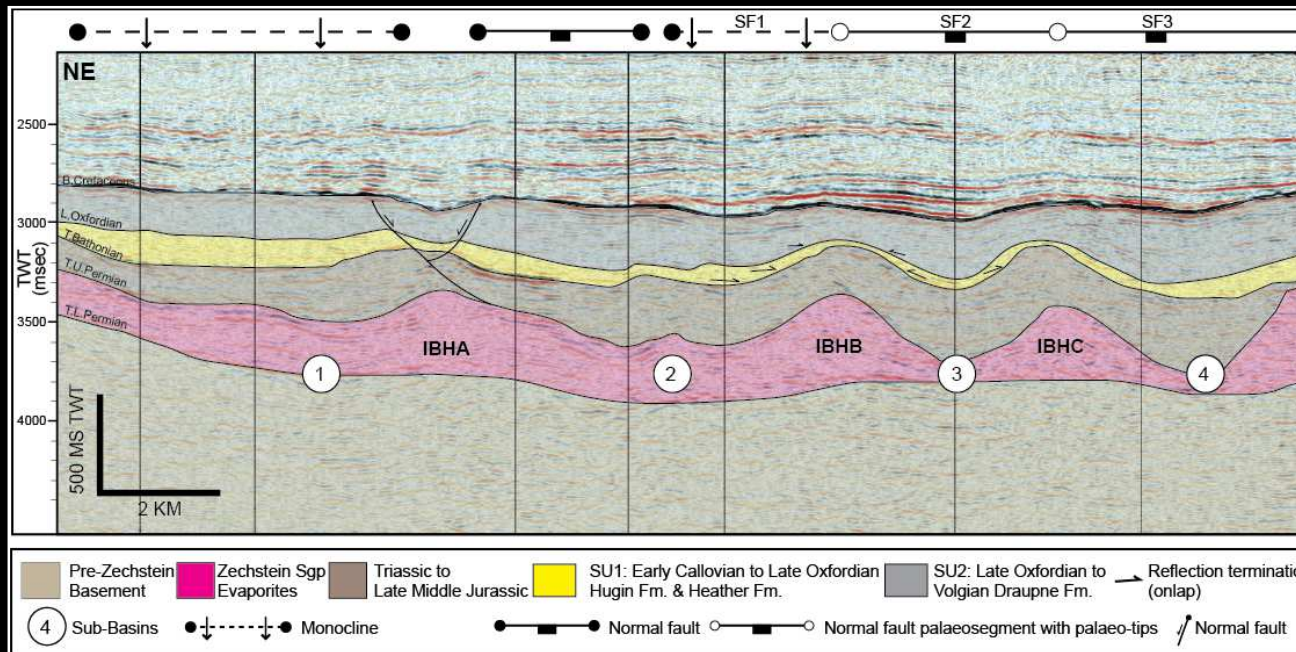 SF1 SF2 SF3
NE
2500
B.Cretaceous
3000
L.Oxfordian
T.Bathonian
TWT
(msec)
T.U.Permian
3500
T.L.Permian
IBHA IBHB IBHC
1 2 3 4
4000
500 MS TWT
2 KM
Pre-Zechstein Basement
Zechstein Sgp Evaporites
Triassic to Late Middle Jurassic
SU1: Early Callovian to Late Oxfordian Hugin Fm. & Heather Fm.
SU2: Late Oxfordian to Volgian Draupne Fm.
Reflection terminatio (onlap)
4 Sub-Basins Monocline Normal fault Normal fault palaeosegment with palaeo-tips Normal fault